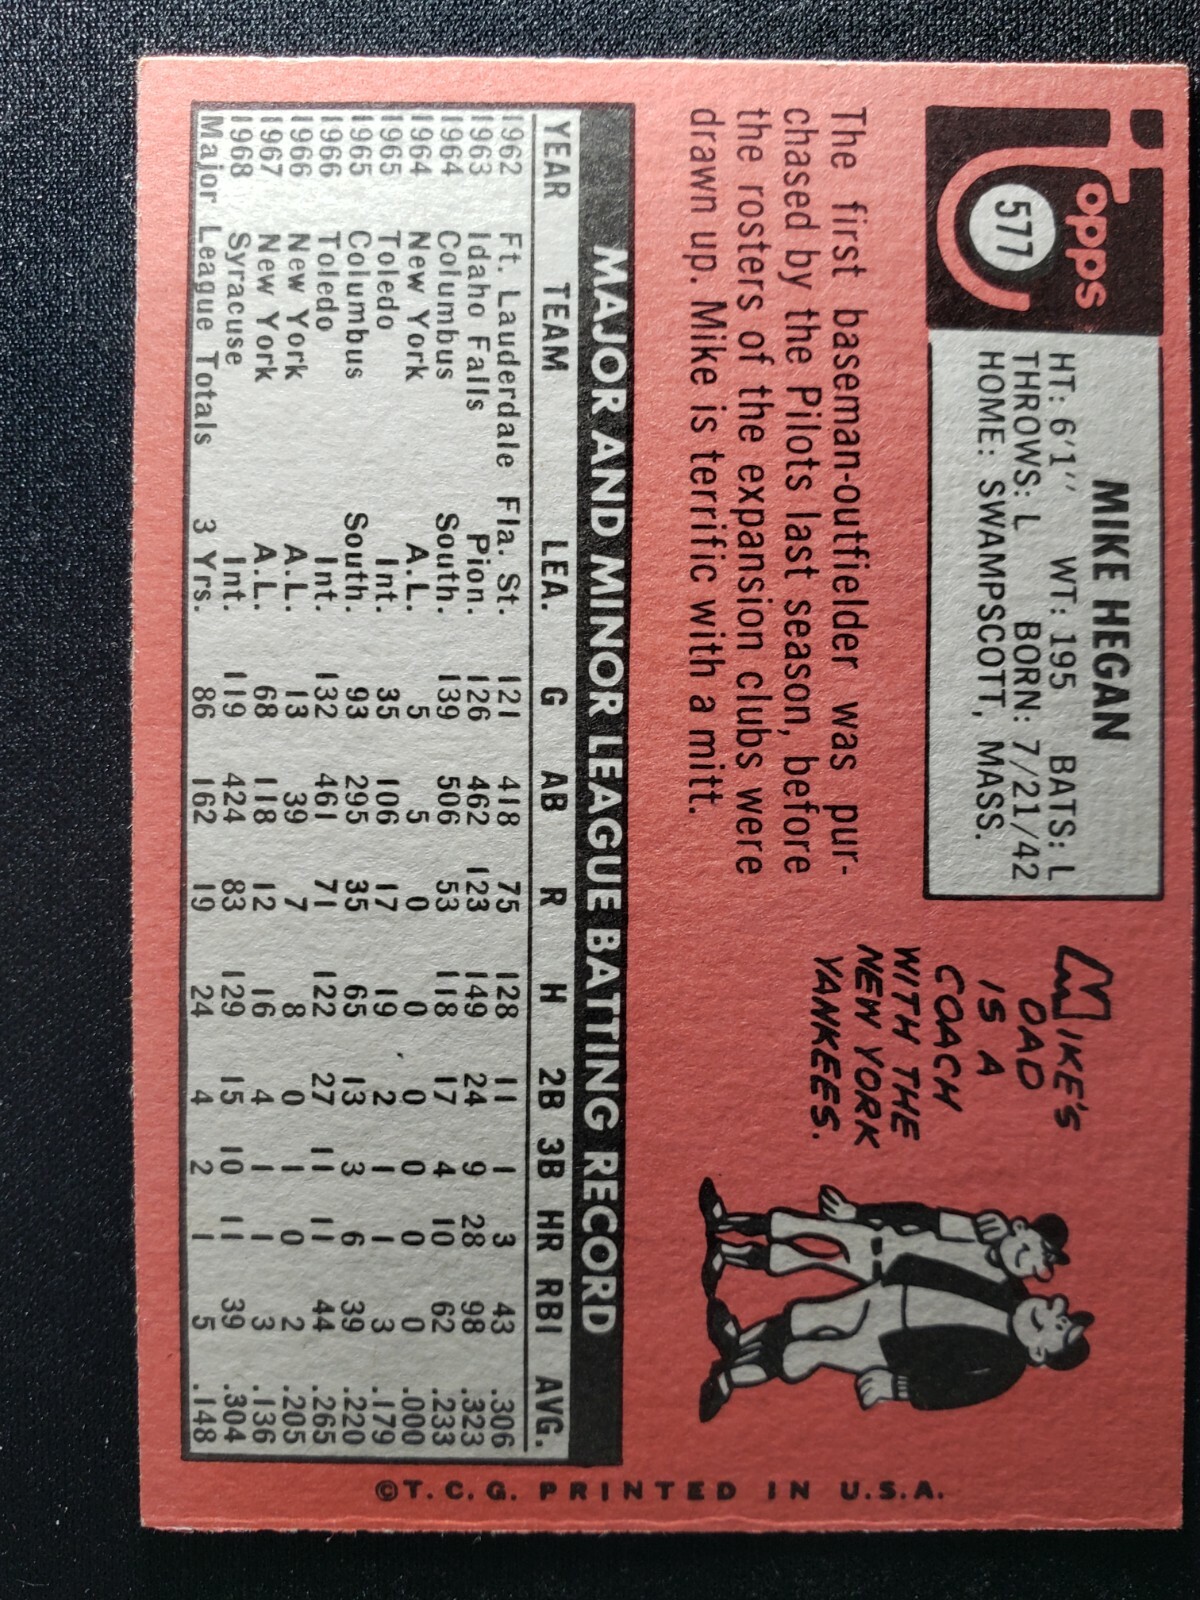 Topps
577
MIKE HEGAN
HT: 6'1" WT: 195 BATS: L
THROWS: L BORN: 7/21/42
HOME: SWAMPSCOTT, MASS.
The first baseman-outfielder was pur-
chased by the Pilots last season, before
the rosters of the expansion clubs were
drawn up. Mike is terrific with a mitt.
MIKE'S
DAD
IS A
COACH
WITH THE
NEW YORK
YANKEES.
MAJOR AND MINOR LEAGUE BATTING RECORD
YEAR TEAM LEA. G AB R H 2B 3B HR RBI AVG.
1962 Ft. Lauderdale Fla. St. 121 418 75 128 11 1 3 43 .306
1963 Idaho Falls Pion. 126 462 123 149 24 9 28 98 .323
1964 Columbus South. 139 506 53 118 17 4 10 62 .233
1964 New York A.L. 5 5 0 0 0 0 0 0 .000
1965 Toledo Int. 35 106 17 19 2 1 1 3 .179
1965 Columbus South. 93 295 35 65 13 3 6 39 .220
1966 Toledo Int. 132 461 71 122 27 11 11 44 .265
1966 New York A.L. 13 39 7 8 0 1 0 2 .205
1967 New York A.L. 68 118 12 16 4 1 1 3 .136
1968 Syracuse Int. 119 424 83 129 15 10 11 39 .304
Major League Totals 3 Yrs. 86 162 19 24 4 2 1 5 .148
©T.C.G. PRINTED IN U.S.A.